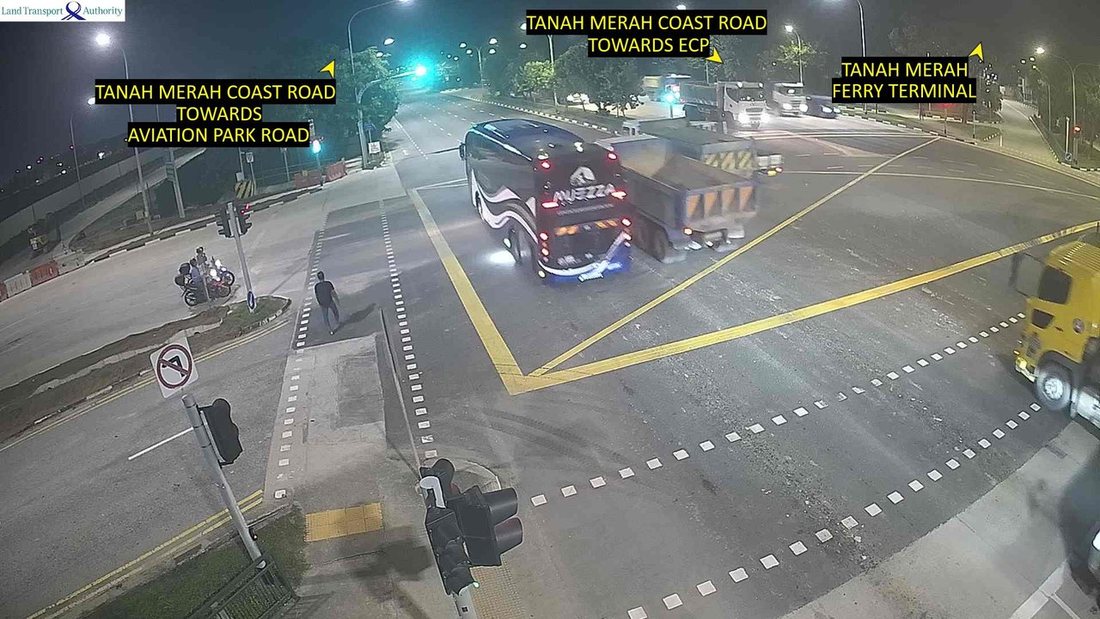 Land Transport Authority
TANAH MERAH COAST ROAD
TOWARDS
AVIATION PARK ROAD
TANAH MERAH COAST ROAD
TOWARDS ECP
TANAH MERAH
FERRY TERMINAL
AVEZZA